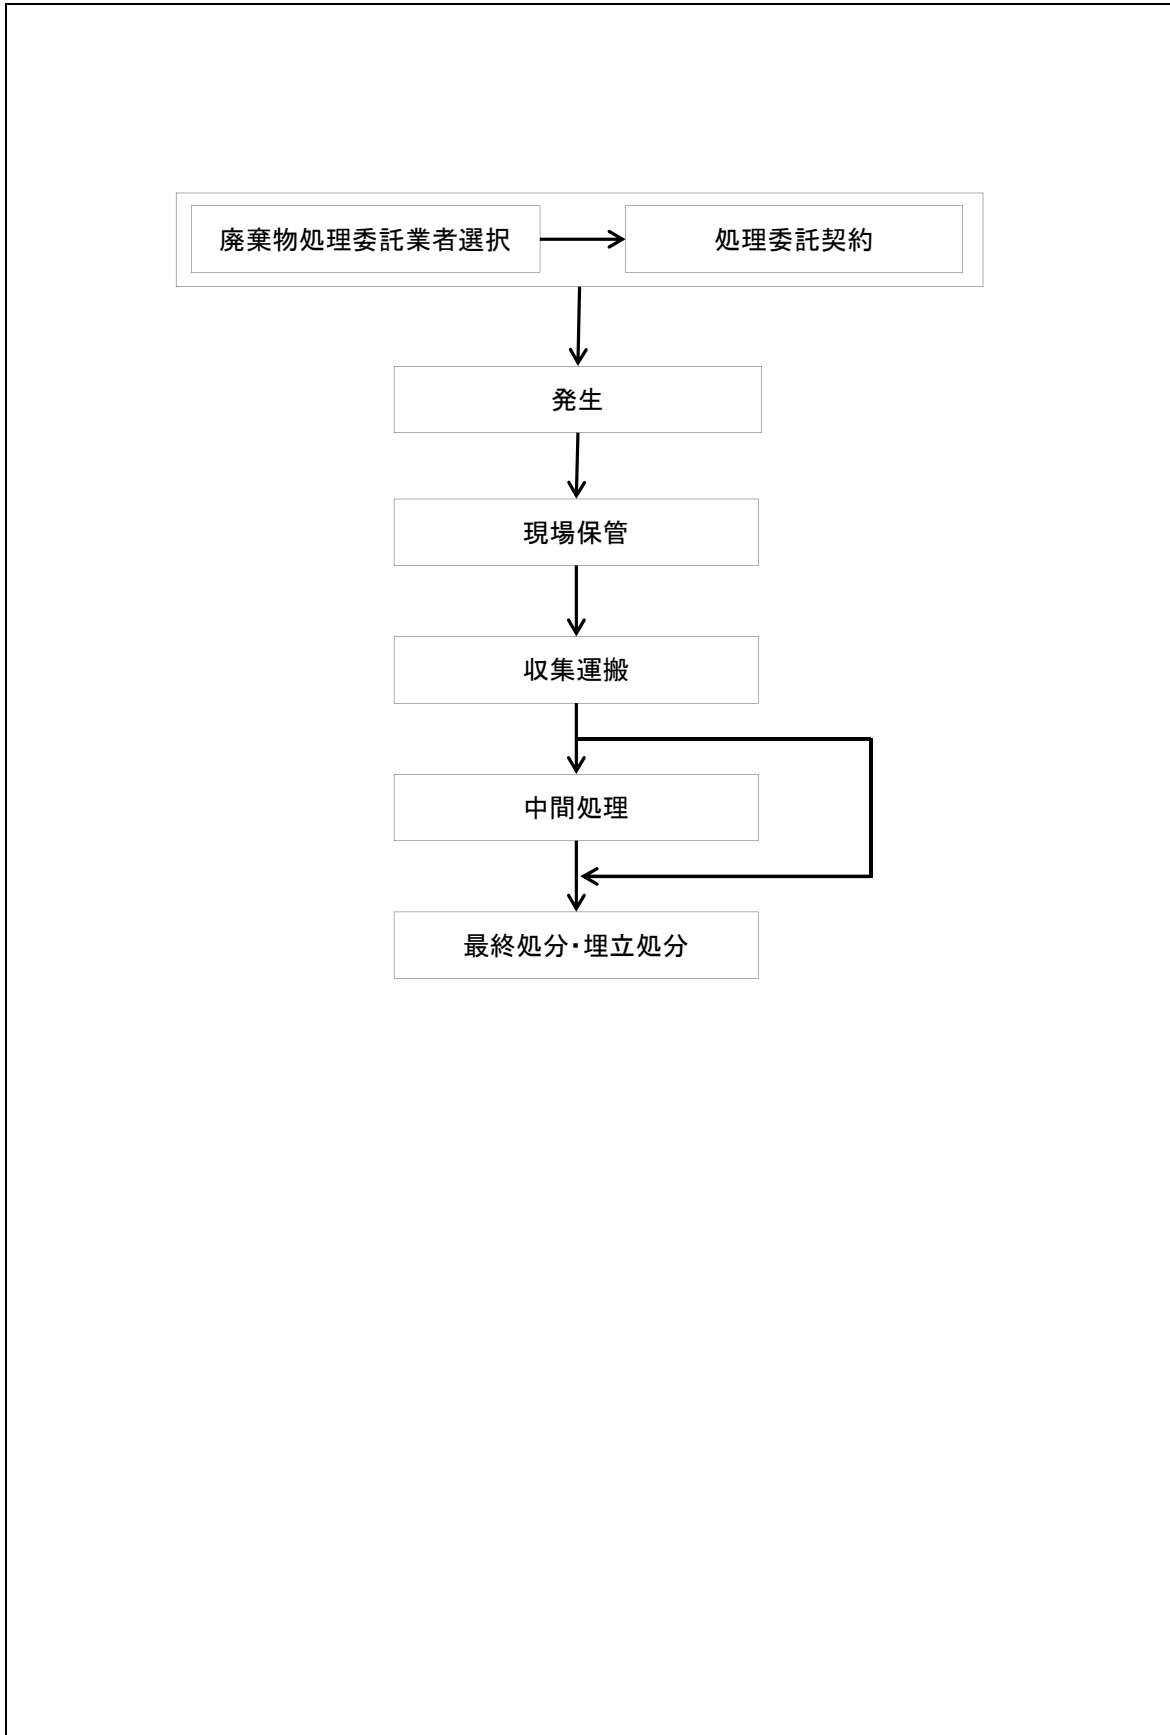 廃棄物処理委託業者選択
処理委託契約
発生
現場保管
収集運搬
中間処理
最終処分・埋立処分